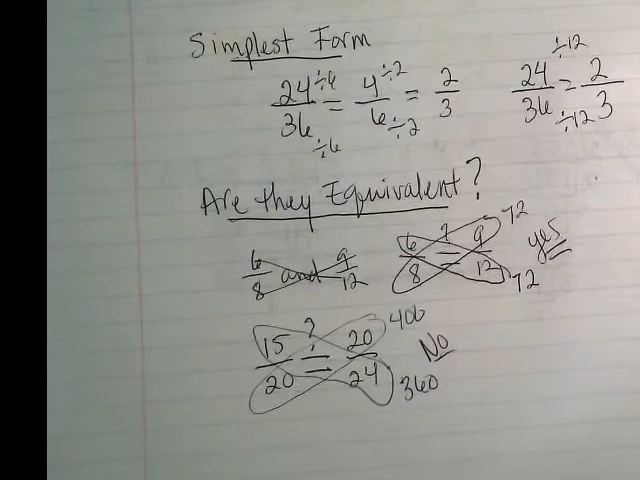 Simplest Form
24/36 ÷6/÷6 = 4/6 ÷2/÷2 = 2/3 24/36 ÷12/÷12 = 2/3
Are they Equivalent?
6/8 and 9/12 6/8 ?= 9/12 72 72 yes
15/20 ?= 20/24 400 360 No